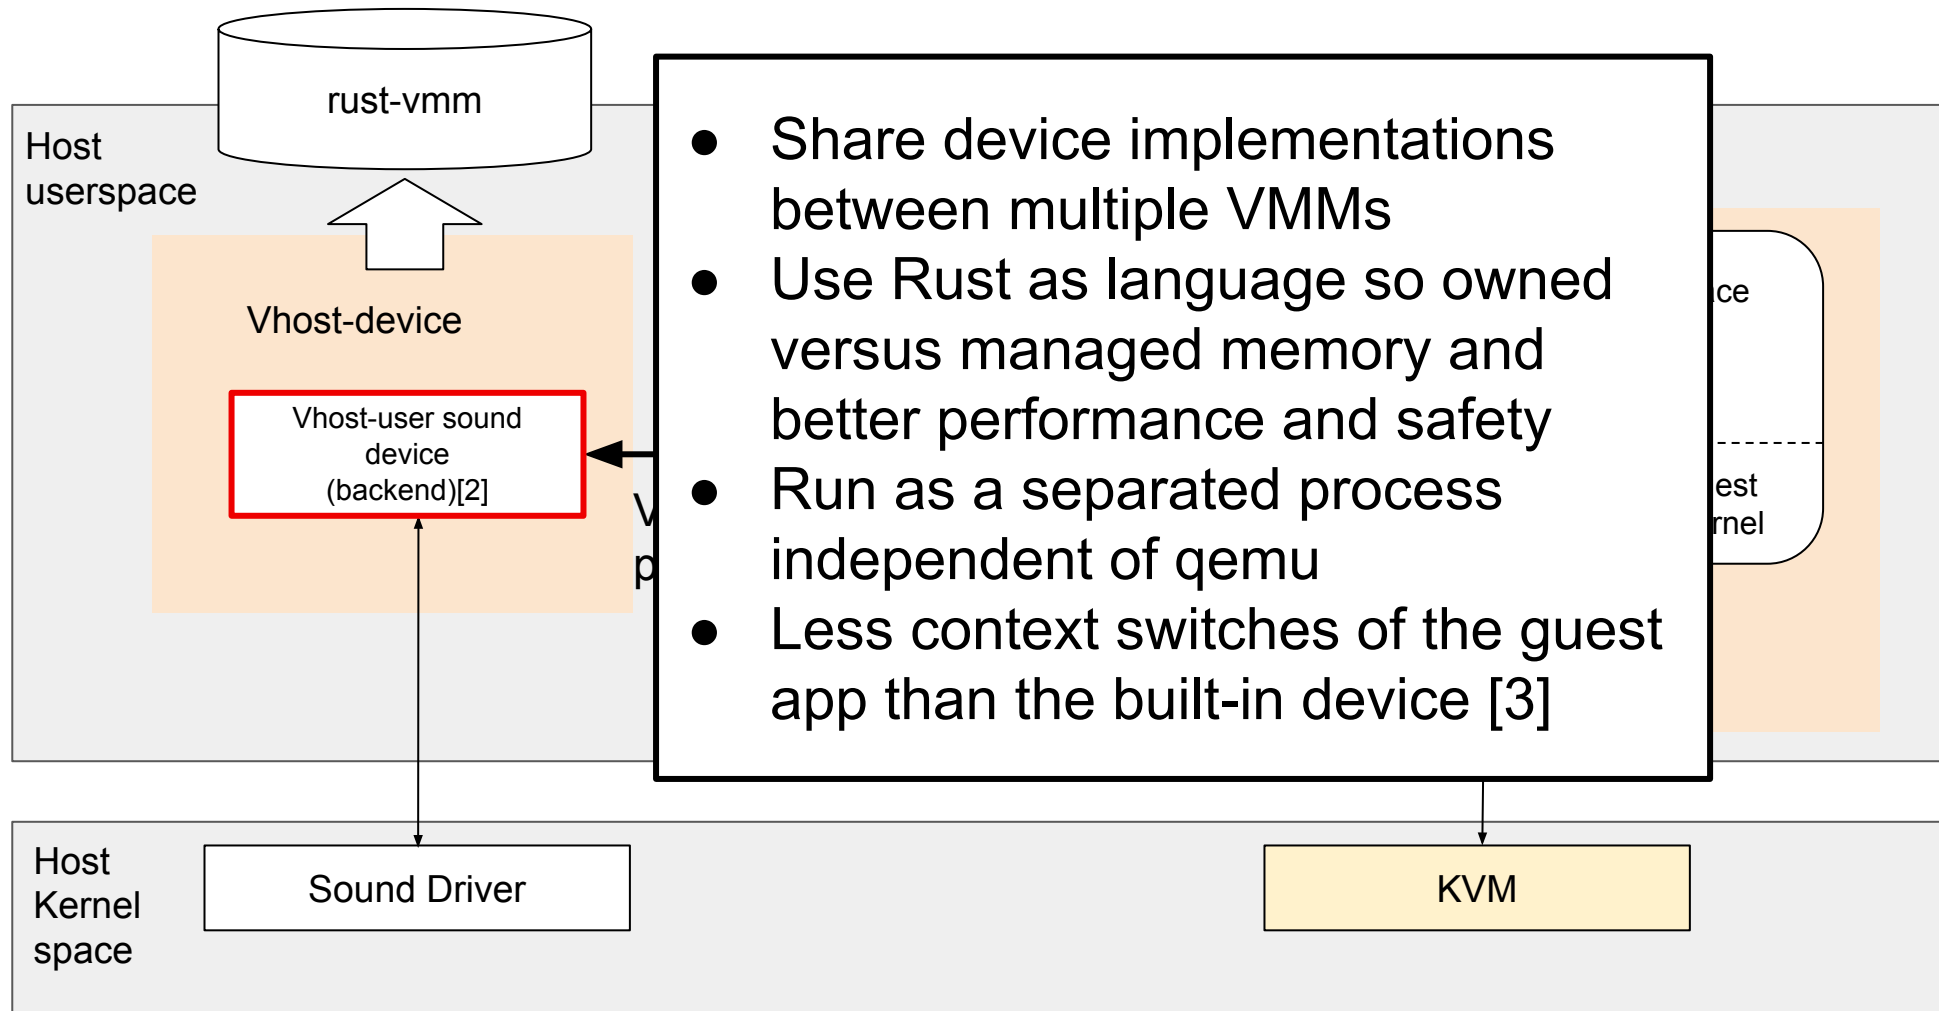 rust-vmm
Host
userspace
Vhost-device
Vhost-user sound
device
(backend)[2]
● Share device implementations
between multiple VMMs
● Use Rust as language so owned
versus managed memory and
better performance and safety
● Run as a separated process
independent of qemu
● Less context switches of the guest
app than the built-in device [3]
Host
Kernel
space
Sound Driver
KVM